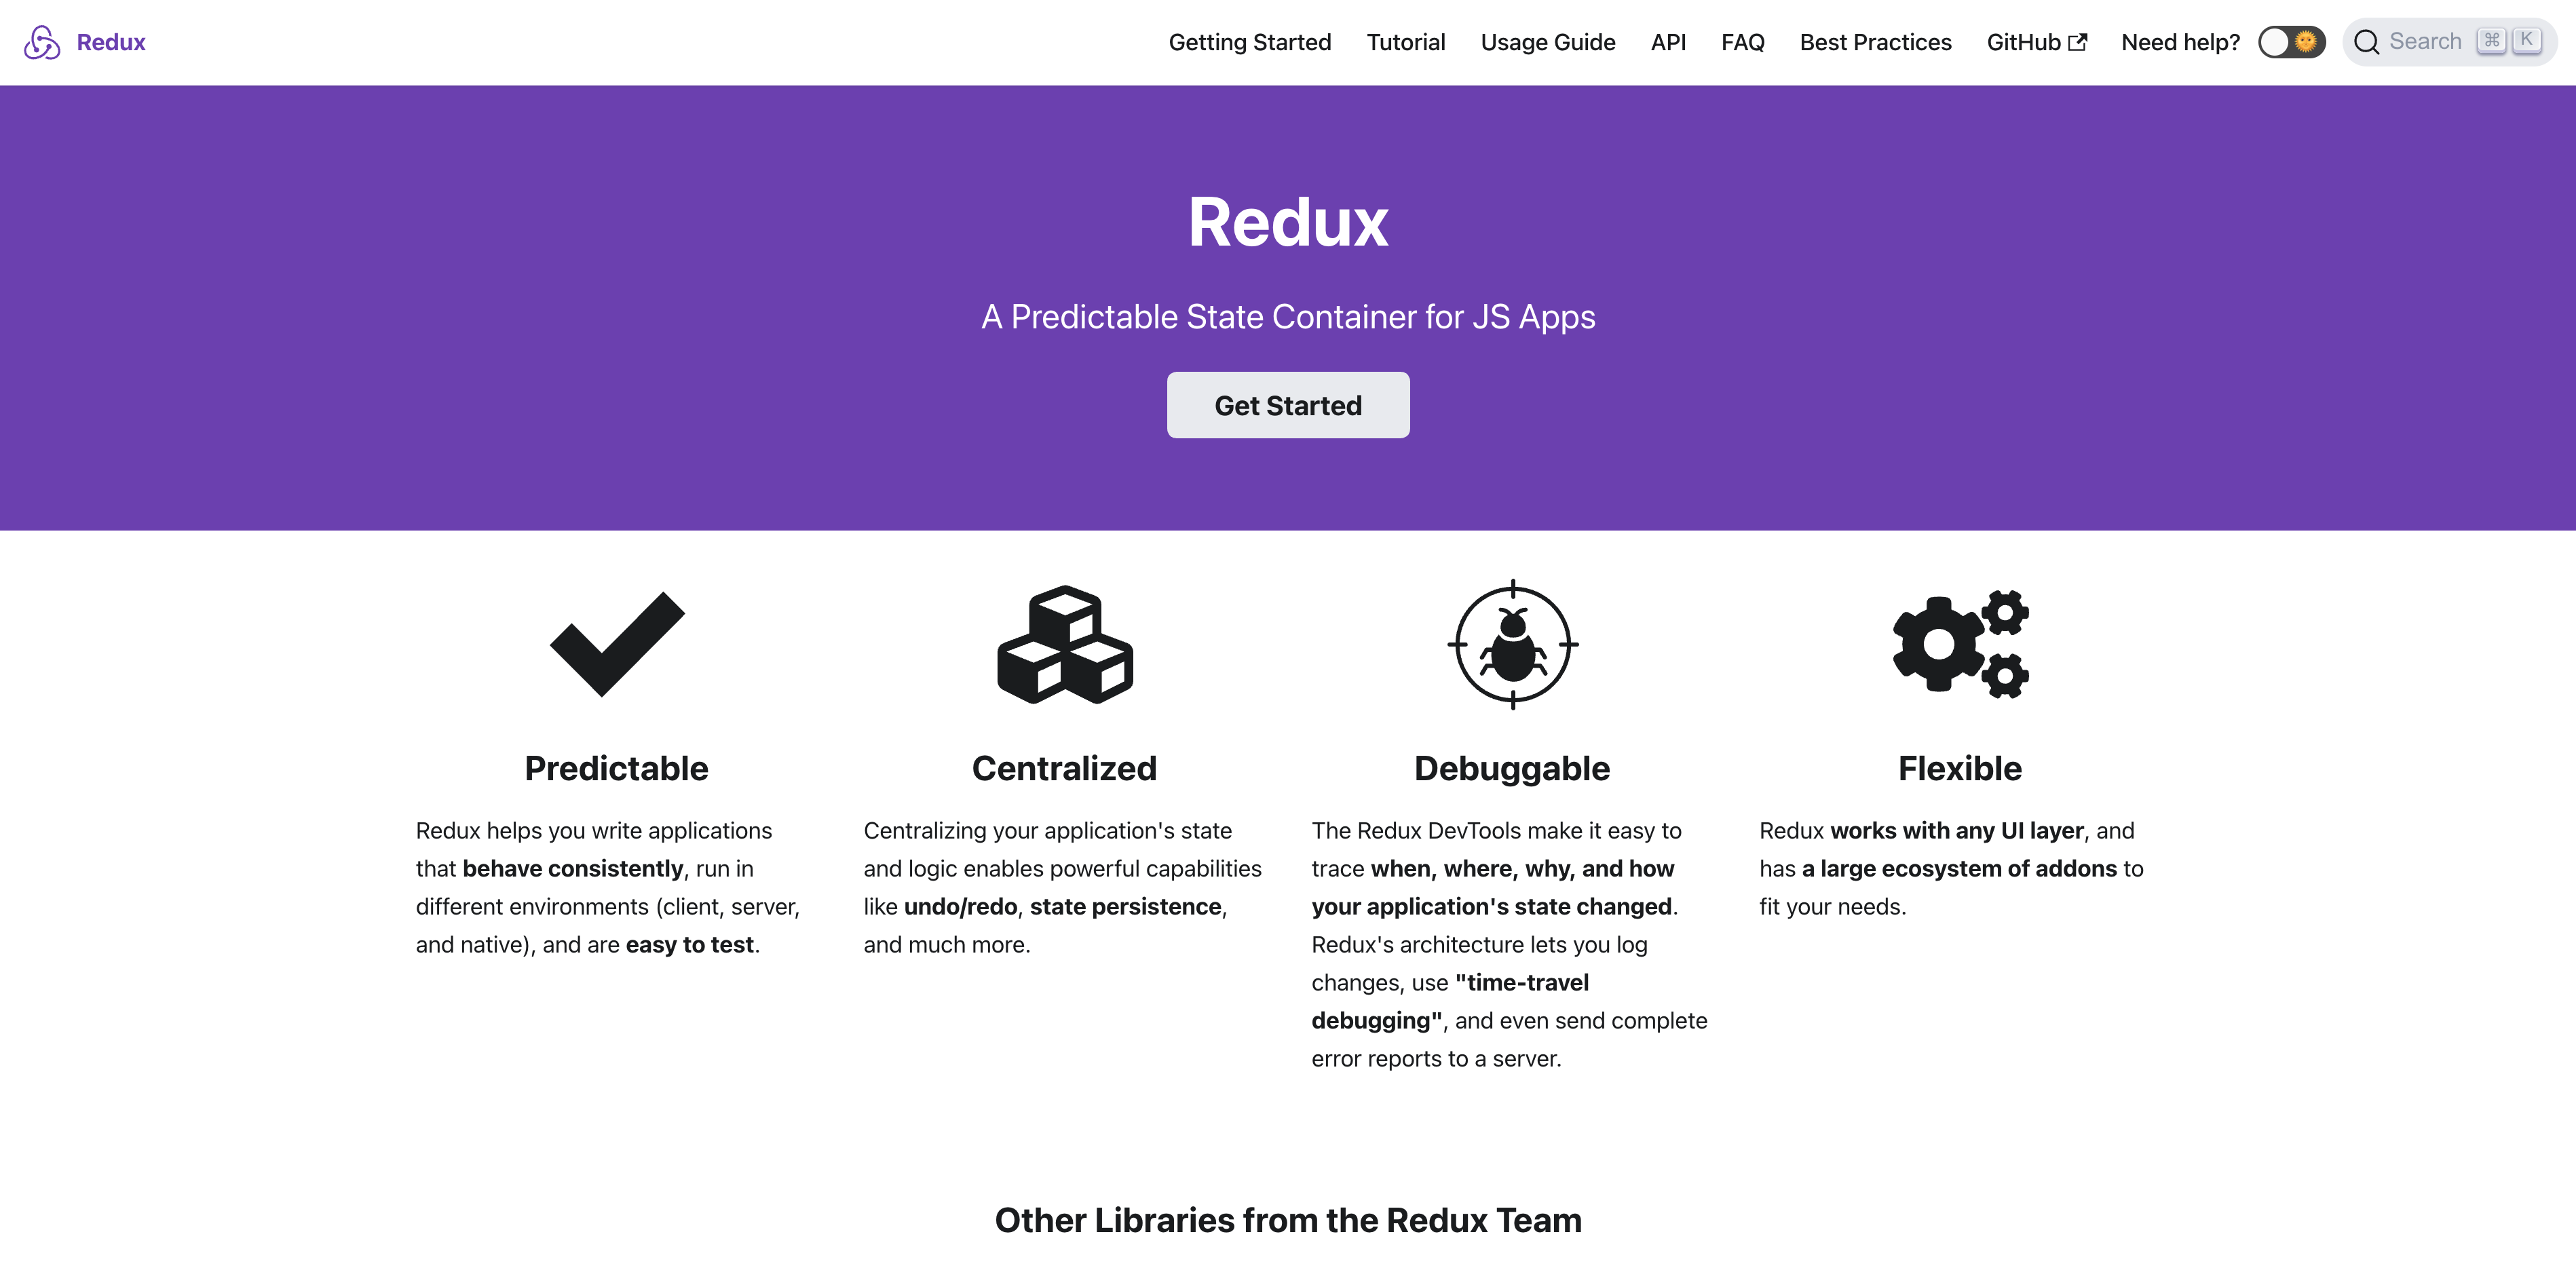 Redux
Getting Started
Tutorial
Usage Guide
API
FAQ
Best Practices
GitHub
Need help?
Search ⌘ K
Redux
A Predictable State Container for JS Apps
Get Started
Predictable
Redux helps you write applications
that behave consistently, run in
different environments (client, server,
and native), and are easy to test.
Centralized
Centralizing your application's state
and logic enables powerful capabilities
like undo/redo, state persistence,
and much more.
Debuggable
The Redux DevTools make it easy to
trace when, where, why, and how
your application's state changed.
Redux's architecture lets you log
changes, use "time-travel
debugging", and even send complete
error reports to a server.
Flexible
Redux works with any UI layer, and
has a large ecosystem of addons to
fit your needs.
Other Libraries from the Redux Team